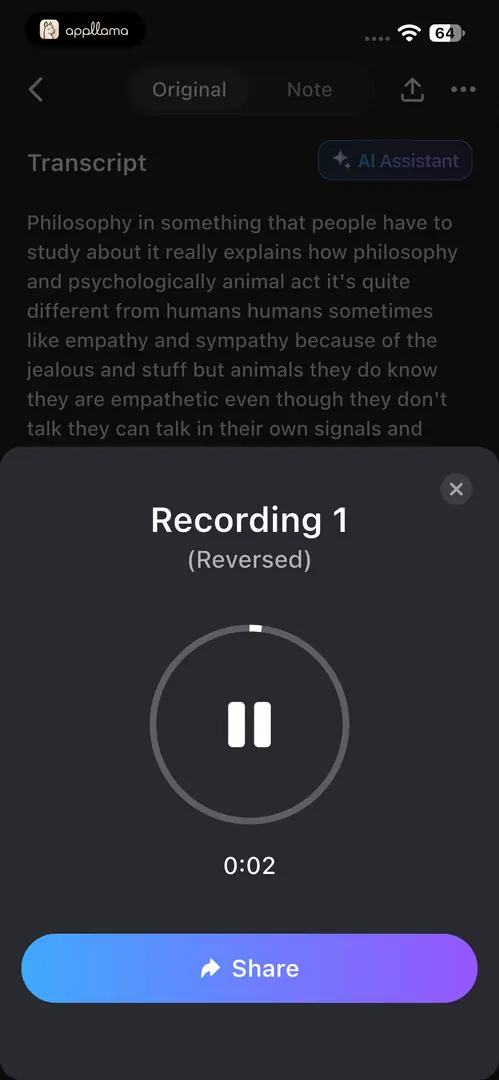 appllama
64
Original
Note
Transcript
AI Assistant
Philosophy in something that people have to
study about it really explains how philosophy
and psychologically animal act it's quite
different from humans humans sometimes
like empathy and sympathy because of the
jealous and stuff but animals they do know
they are empathetic even though they don't
talk they can talk in their own signals and
Recording 1
(Reversed)
0:02
Share